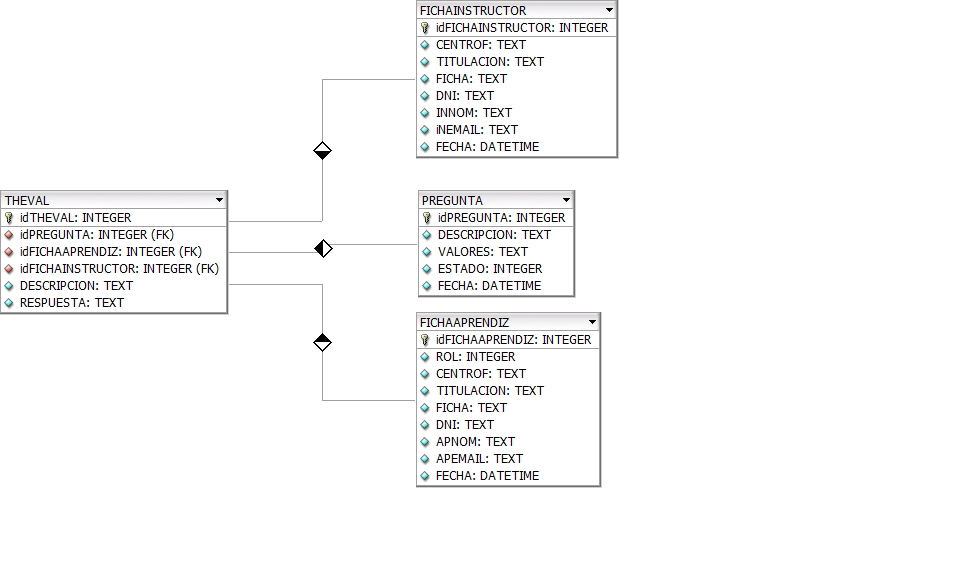 FICHAINSTRUCTOR
idFICHAINSTRUCTOR: INTEGER
CENTROF: TEXT
TITULACION: TEXT
FICHA: TEXT
DNI: TEXT
INNOM: TEXT
iNEMAIL: TEXT
FECHA: DATETIME
THEVAL
idTHEVAL: INTEGER
idPREGUNTA: INTEGER (FK)
idFICHAAPRENDIZ: INTEGER (FK)
idFICHAINSTRUCTOR: INTEGER (FK)
DESCRIPCION: TEXT
RESPUESTA: TEXT
PREGUNTA
idPREGUNTA: INTEGER
DESCRIPCION: TEXT
VALORES: TEXT
ESTADO: INTEGER
FECHA: DATETIME
FICHAAPRENDIZ
idFICHAAPRENDIZ: INTEGER
ROL: INTEGER
CENTROF: TEXT
TITULACION: TEXT
FICHA: TEXT
DNI: TEXT
APNOM: TEXT
APEMAIL: TEXT
FECHA: DATETIME